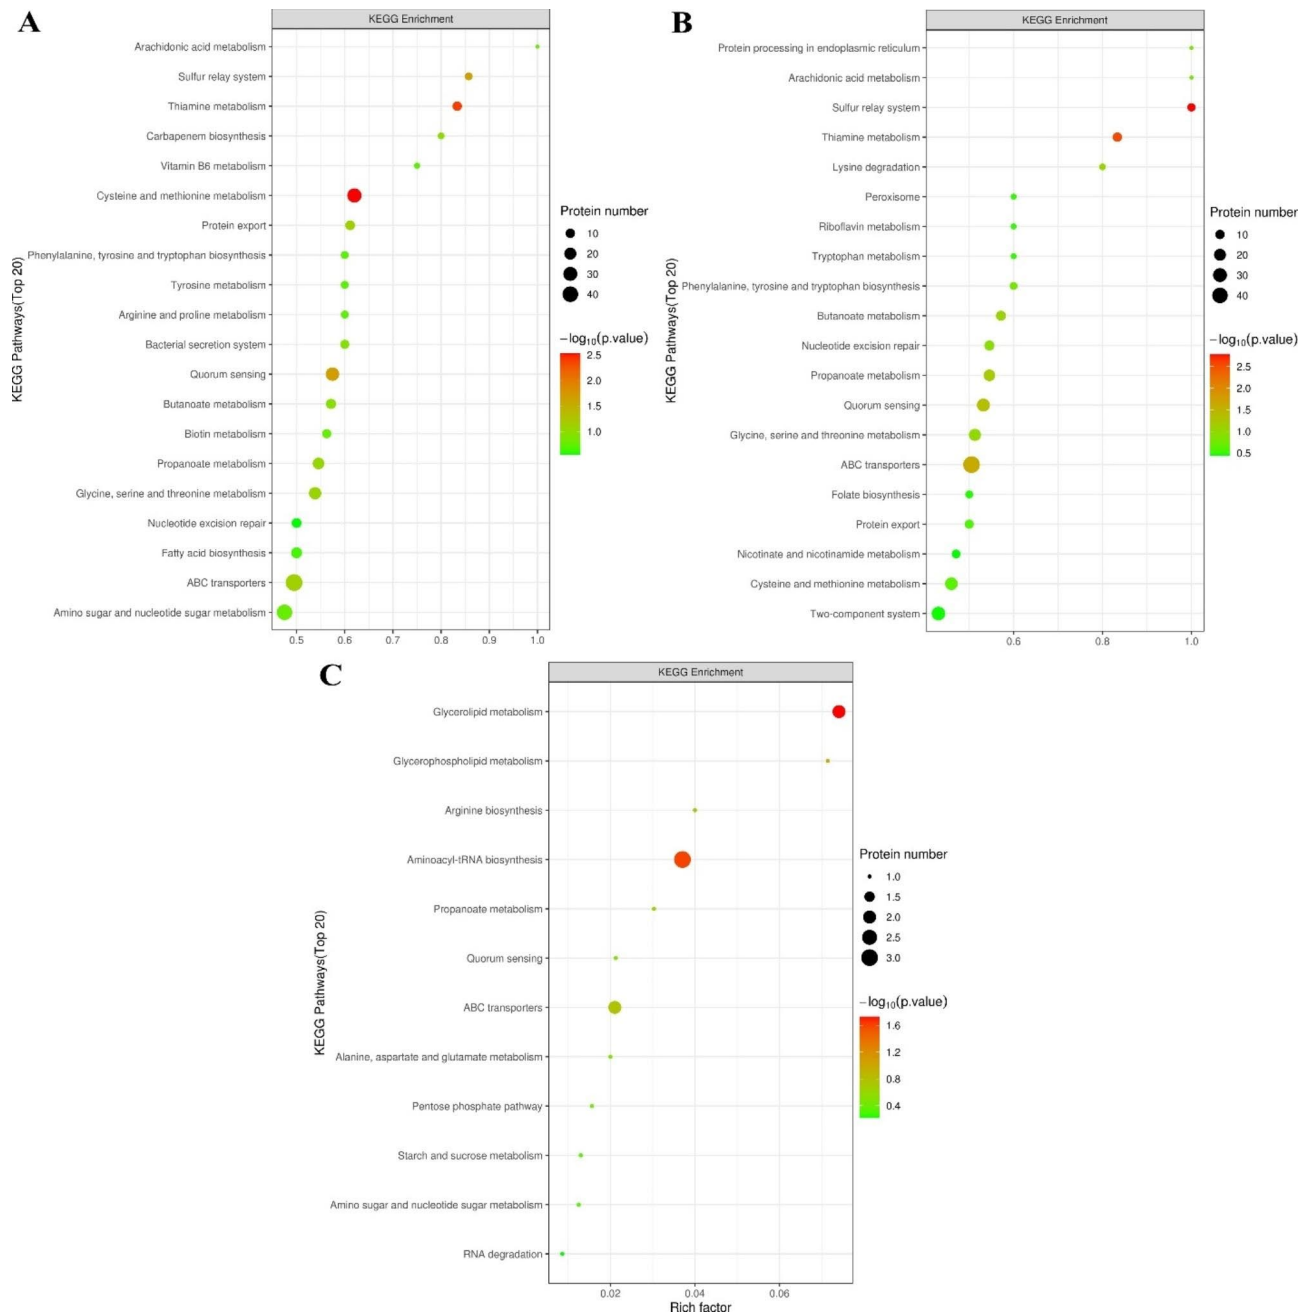 A
KEGG Enrichment
Arachidonic acid metabolism
Sulfur relay system
Thiamine metabolism
Carbapenem biosynthesis
Vitamin B6 metabolism
Cysteine and methionine metabolism
Protein export
Phenylalanine, tyrosine and tryptophan biosynthesis
Tyrosine metabolism
Arginine and proline metabolism
Bacterial secretion system
Quorum sensing
Butanoate metabolism
Biotin metabolism
Propanoate metabolism
Glycine, serine and threonine metabolism
Nucleotide excision repair
Fatty acid biosynthesis
ABC transporters
Amino sugar and nucleotide sugar metabolism
KEGG Pathways(Top 20)
0.5 0.6 0.7 0.8 0.9 1.0
Protein number
10
20
30
40
−log10(p.value)
2.5
2.0
1.5
1.0
B
KEGG Enrichment
Protein processing in endoplasmic reticulum
Arachidonic acid metabolism
Sulfur relay system
Thiamine metabolism
Lysine degradation
Peroxisome
Riboflavin metabolism
Tryptophan metabolism
Phenylalanine, tyrosine and tryptophan biosynthesis
Butanoate metabolism
Nucleotide excision repair
Propanoate metabolism
Quorum sensing
Glycine, serine and threonine metabolism
ABC transporters
Folate biosynthesis
Protein export
Nicotinate and nicotinamide metabolism
Cysteine and methionine metabolism
Two-component system
KEGG Pathways(Top 20)
0.6 0.8 1.0
Protein number
10
20
30
40
−log10(p.value)
2.5
2.0
1.5
1.0
0.5
C
KEGG Enrichment
Glycerolipid metabolism
Glycerophospholipid metabolism
Arginine biosynthesis
Aminoacyl-tRNA biosynthesis
Propanoate metabolism
Quorum sensing
ABC transporters
Alanine, aspartate and glutamate metabolism
Pentose phosphate pathway
Starch and sucrose metabolism
Amino sugar and nucleotide sugar metabolism
RNA degradation
KEGG Pathways(Top 20)
0.02 0.04 0.06
Rich factor
Protein number
1.0
1.5
2.0
2.5
3.0
−log10(p.value)
1.6
1.2
0.8
0.4